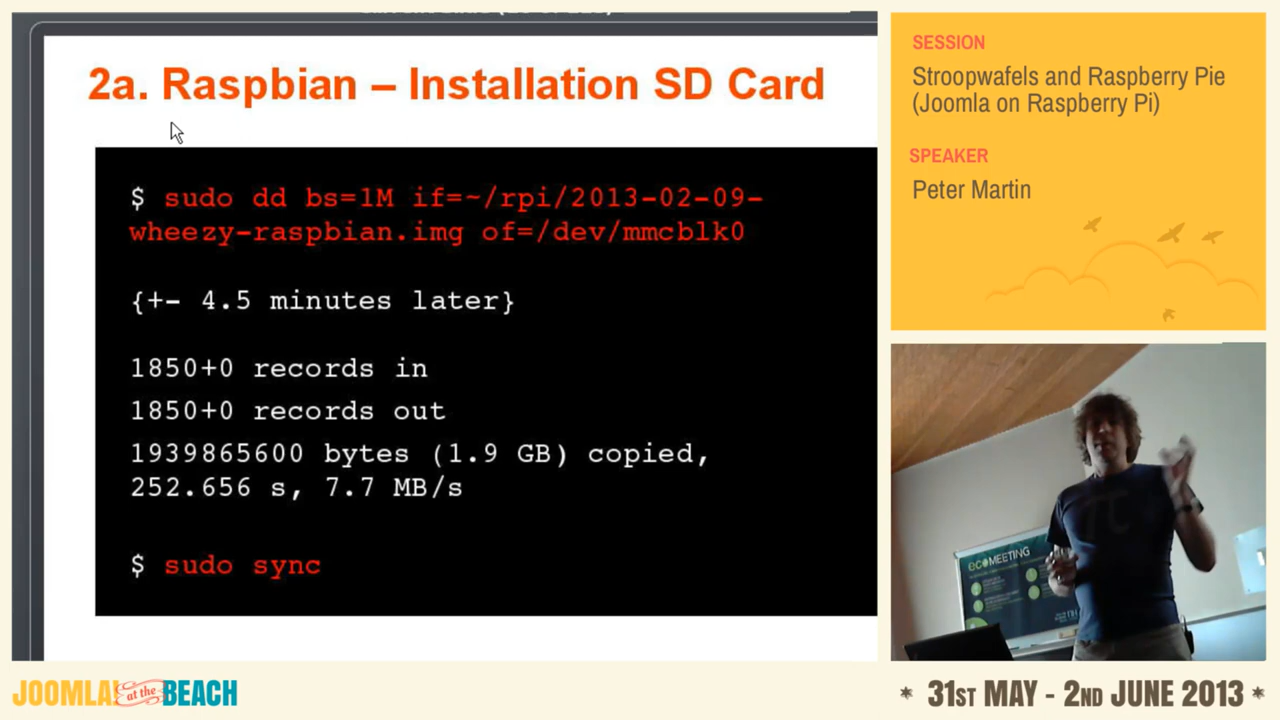 2a. Raspbian – Installation SD Card
$ sudo dd bs=1M if=~/rpi/2013-02-09-
wheezy-raspbian.img of=/dev/mmcblk0
{+- 4.5 minutes later}
1850+0 records in
1850+0 records out
1939865600 bytes (1.9 GB) copied,
252.656 s, 7.7 MB/s
$ sudo sync
SESSION
Stroopwafels and Raspberry Pie
(Joomla on Raspberry Pi)
SPEAKER
Peter Martin
π
ecoMEETING
JOOMLA! at the BEACH
* 31ST MAY - 2ND JUNE 2013 *